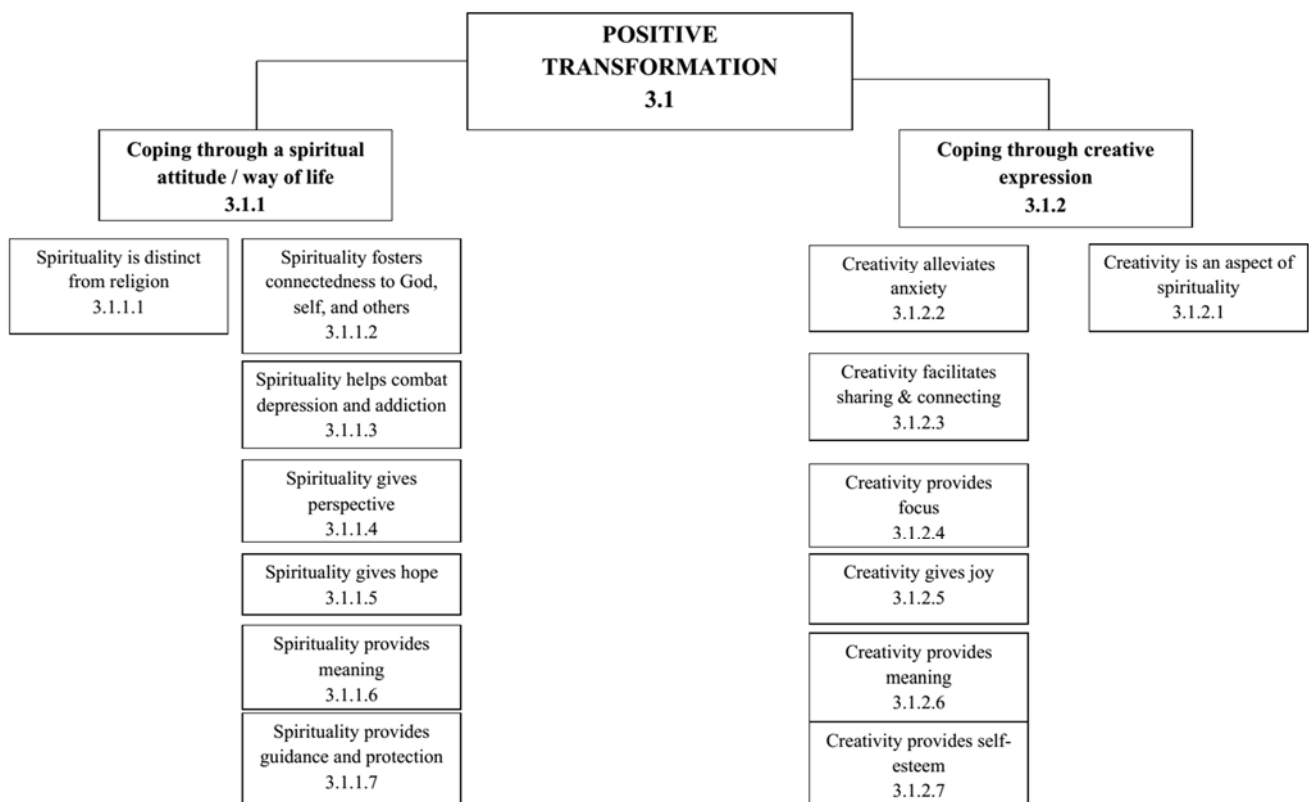 POSITIVE
TRANSFORMATION
3.1
Coping through a spiritual
attitude / way of life
3.1.1
Coping through creative
expression
3.1.2
Spirituality is distinct
from religion
3.1.1.1
Spirituality fosters
connectedness to God,
self, and others
3.1.1.2
Spirituality helps combat
depression and addiction
3.1.1.3
Spirituality gives
perspective
3.1.1.4
Spirituality gives hope
3.1.1.5
Spirituality provides
meaning
3.1.1.6
Spirituality provides
guidance and protection
3.1.1.7
Creativity alleviates
anxiety
3.1.2.2
Creativity facilitates
sharing & connecting
3.1.2.3
Creativity provides
focus
3.1.2.4
Creativity gives joy
3.1.2.5
Creativity provides
meaning
3.1.2.6
Creativity provides self-
esteem
3.1.2.7
Creativity is an aspect of
spirituality
3.1.2.1